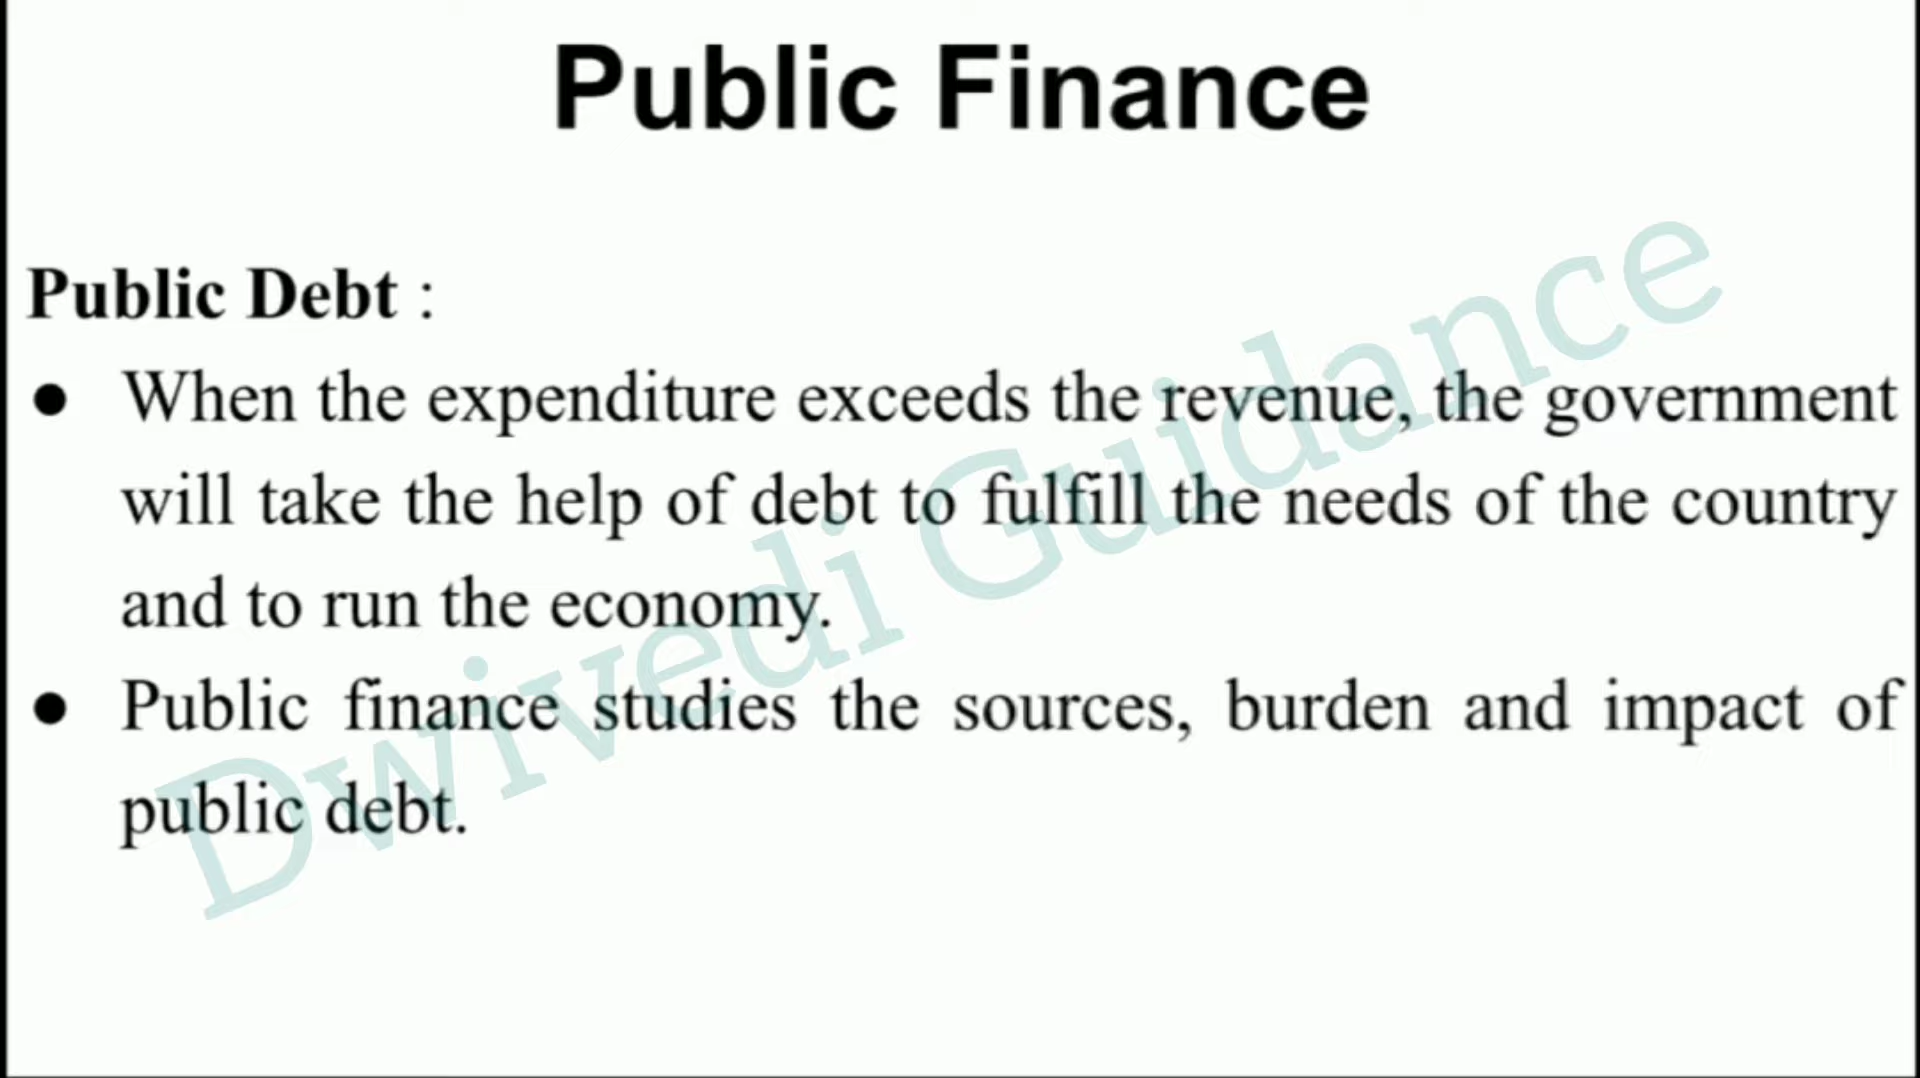 Public Finance
Public Debt :
● When the expenditure exceeds the revenue, the government
will take the help of debt to fulfill the needs of the country
and to run the economy.
● Public finance studies the sources, burden and impact of
public debt.
Dwivedi Guidance